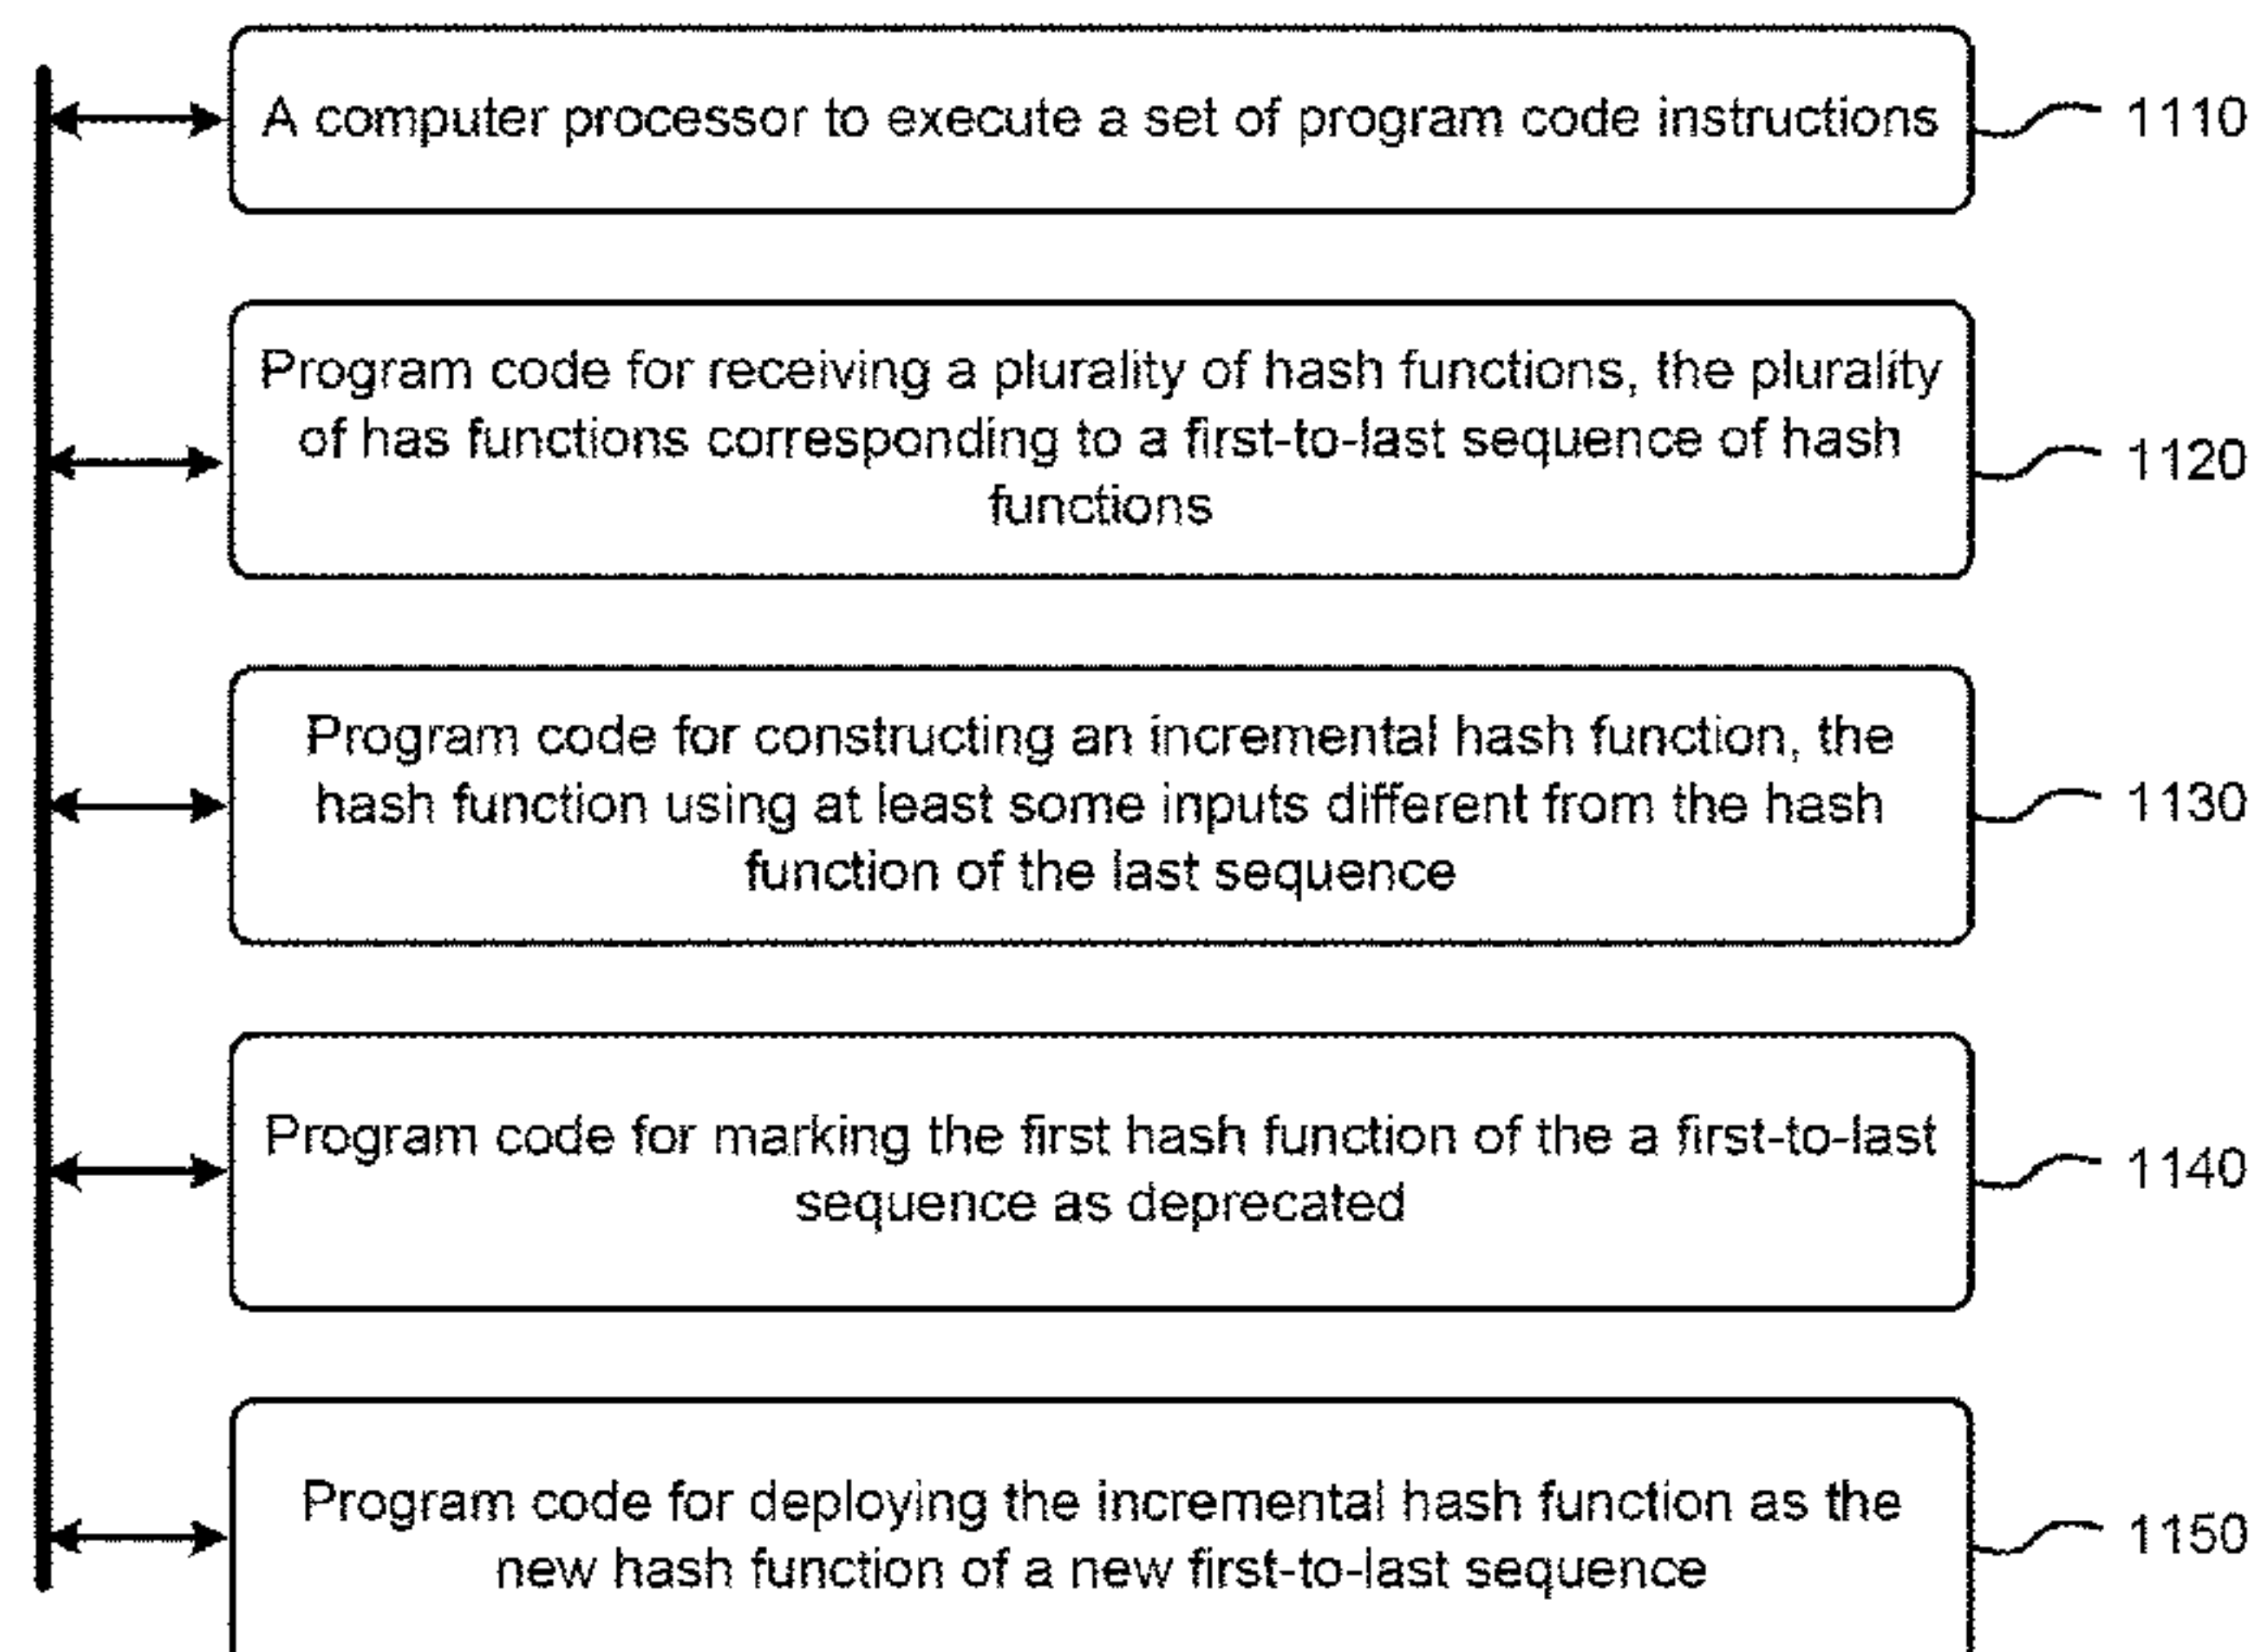 A computer processor to execute a set of program code instructions
1110
Program code for receiving a plurality of hash functions, the plurality
of has functions corresponding to a first-to-last sequence of hash
functions
1120
Program code for constructing an incremental hash function, the
hash function using at least some inputs different from the hash
function of the last sequence
1130
Program code for marking the first hash function of the a first-to-last
sequence as deprecated
1140
Program code for deploying the incremental hash function as the
new hash function of a new first-to-last sequence
1150